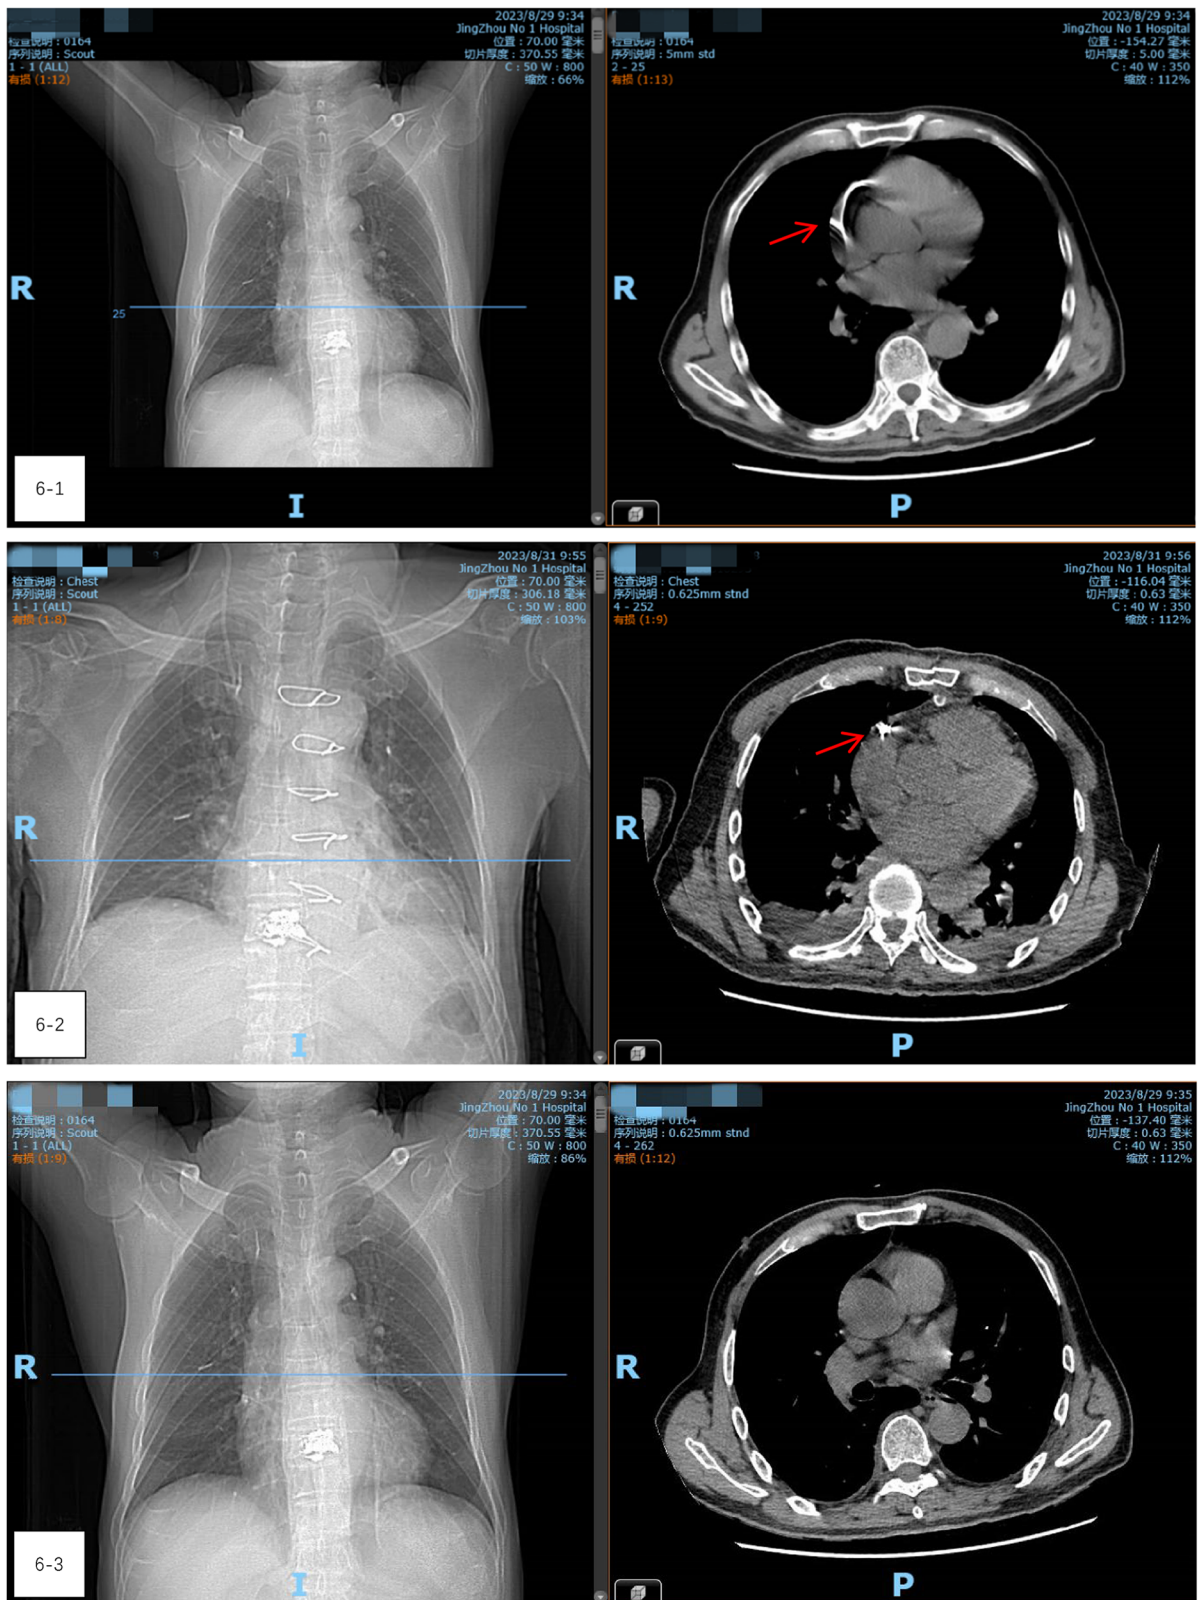 2023/8/29 9:34
JingZhou No 1 Hospital
检查说明 : 0164
位置 : 70.00 毫米
序列说明 : Scout
切片厚度 : 370.55 毫米
1 - 1 (ALL)
C : 50 W : 800
有损 (1:12)
缩放 : 66%
R
25
6-1
I
2023/8/29 9:34
JingZhou No 1 Hospital
检查说明 : 0164
位置 : -154.27 毫米
序列说明 : 5mm std
切片厚度 : 5.00 毫米
2 - 25
C : 40 W : 350
有损 (1:13)
缩放 : 112%
R
P
2023/8/31 9:55
JingZhou No 1 Hospital
检查说明 : Chest
位置 : 70.00 毫米
序列说明 : Scout
切片厚度 : 306.18 毫米
1 - 1 (ALL)
C : 50 W : 800
有损 (1:8)
缩放 : 103%
R
6-2
I
2023/8/31 9:56
JingZhou No 1 Hospital
检查说明 : Chest
位置 : -116.04 毫米
序列说明 : 0.625mm stnd
切片厚度 : 0.63 毫米
4 - 252
C : 40 W : 350
有损 (1:9)
缩放 : 112%
R
P
2023/8/29 9:34
JingZhou No 1 Hospital
检查说明 : 0164
位置 : 70.00 毫米
序列说明 : Scout
切片厚度 : 370.55 毫米
1 - 1 (ALL)
C : 50 W : 800
有损 (1:9)
缩放 : 86%
R
6-3
I
2023/8/29 9:35
JingZhou No 1 Hospital
检查说明 : 0164
位置 : -137.40 毫米
序列说明 : 0.625mm stnd
切片厚度 : 0.63 毫米
4 - 262
C : 40 W : 350
有损 (1:12)
缩放 : 112%
R
P